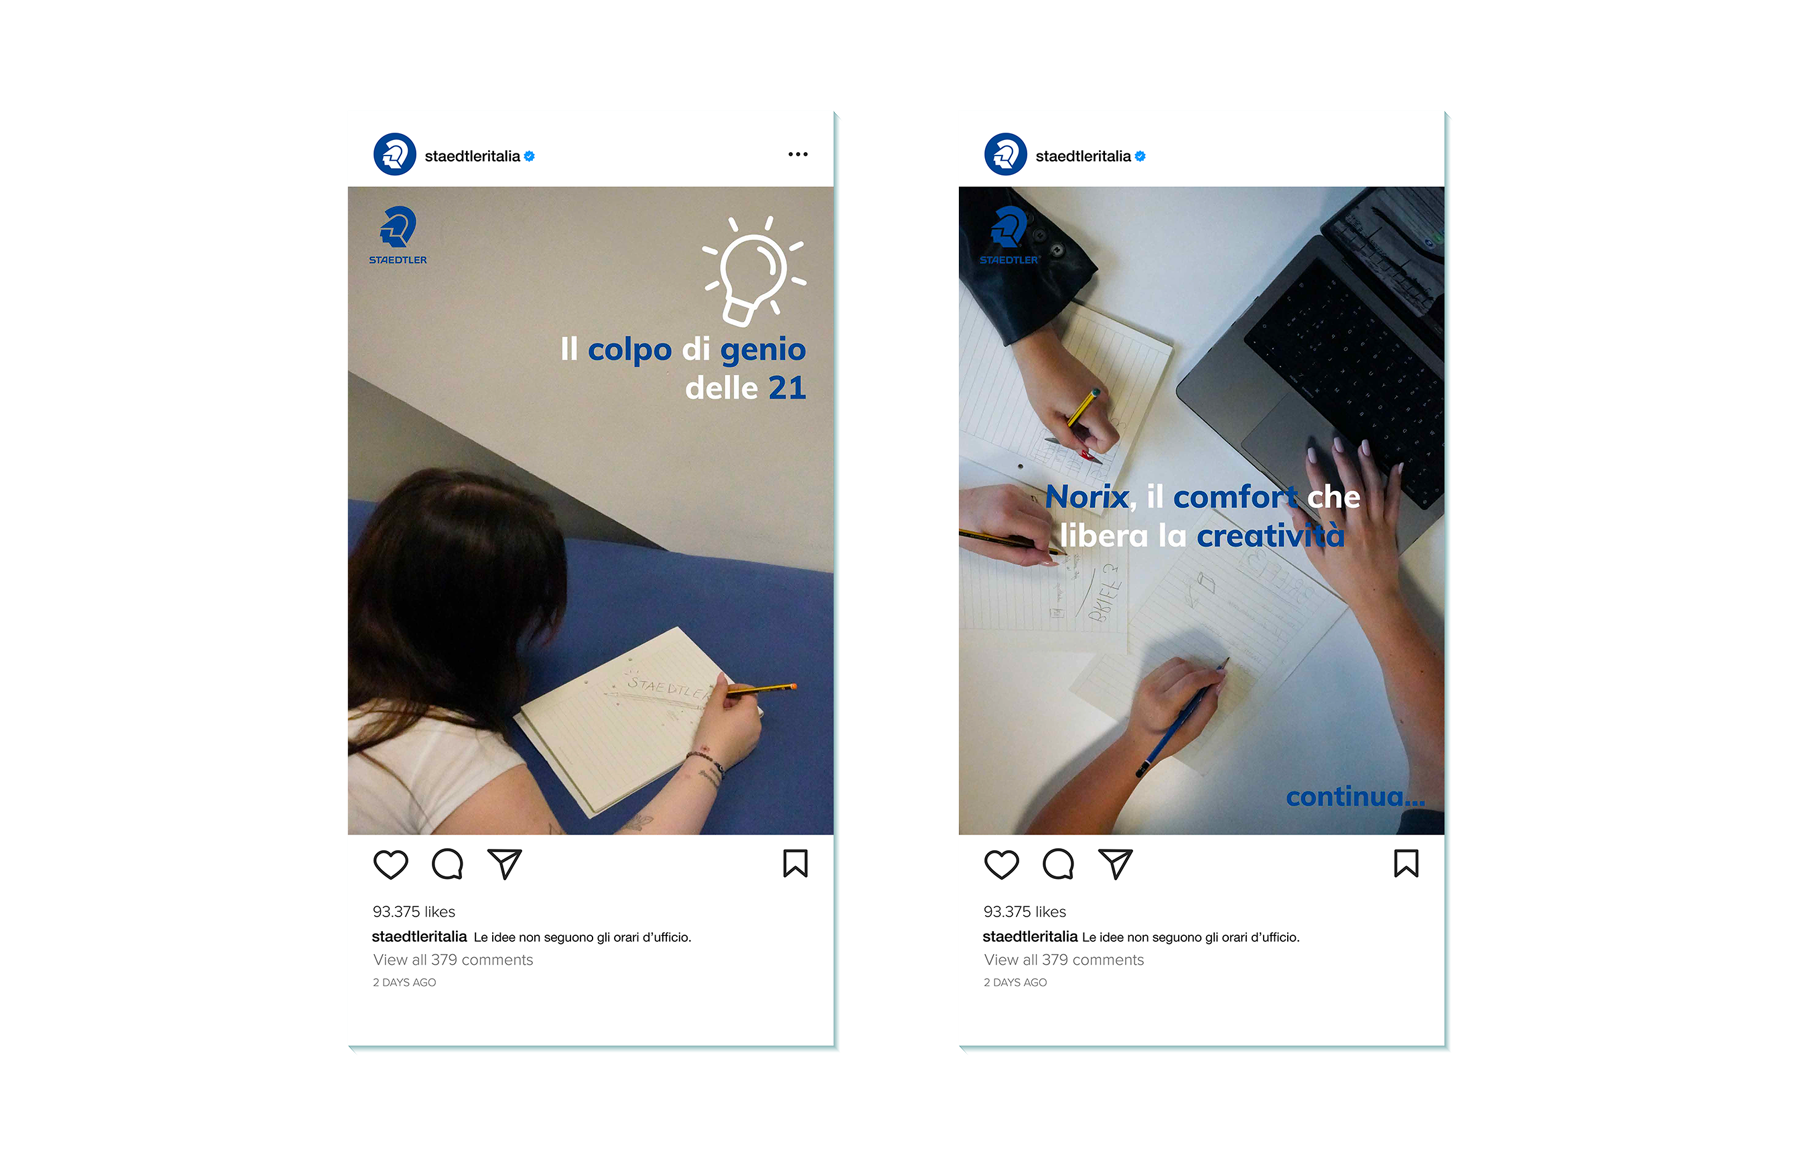 staedtleritalia
STAEDTLER
Il colpo di genio
delle 21
STAEDTLER
93.375 likes
staedtleritalia Le idee non seguono gli orari d'ufficio.
View all 379 comments
2 DAYS AGO
staedtleritalia
STAEDTLER
Norix, il comfort che
libera la creatività
BRIEF?
continua...
93.375 likes
staedtleritalia Le idee non seguono gli orari d'ufficio.
View all 379 comments
2 DAYS AGO